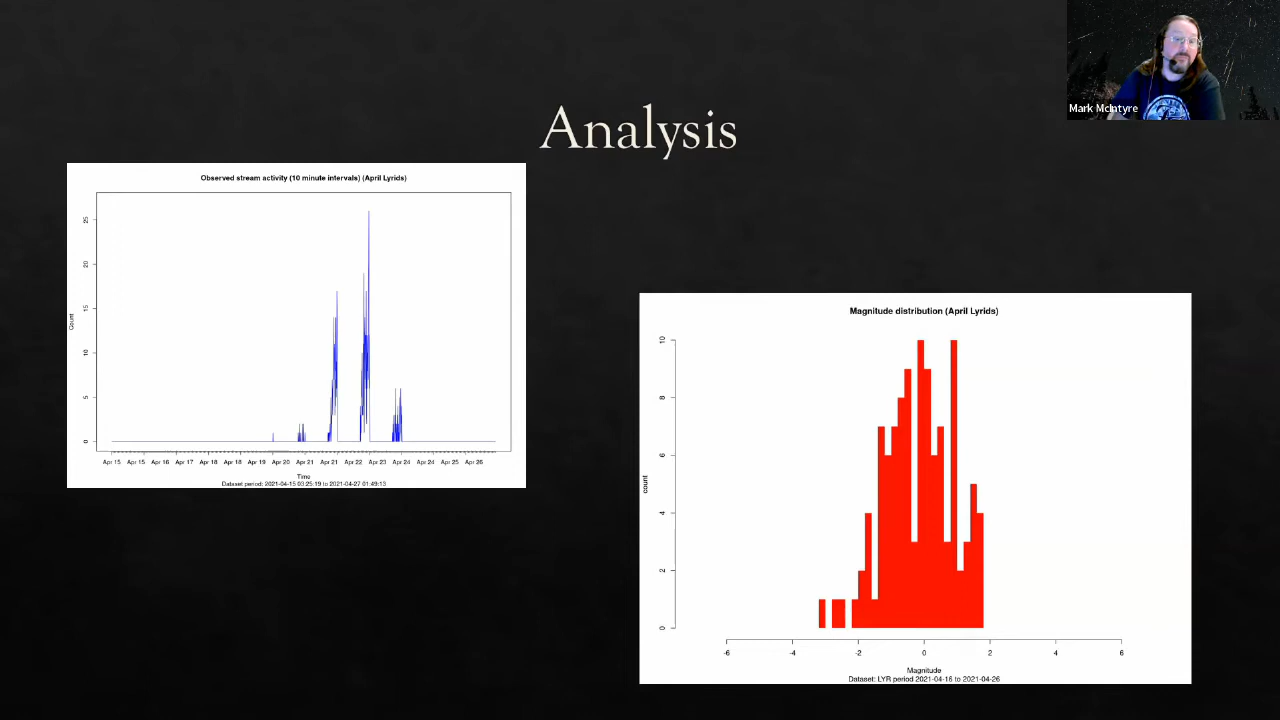 Mark McIntyre
Analysis
Observed stream activity (10 minute intervals) (April Lyrids)
25
20
15
10
5
0
Count
Apr 15 Apr 15 Apr 16 Apr 17 Apr 18 Apr 18 Apr 19 Apr 20 Apr 21 Apr 21 Apr 22 Apr 23 Apr 24 Apr 24 Apr 25 Apr 26
Time
Dataset period: 2021-04-15 03:25:19 to 2021-04-27 01:49:13
Magnitude distribution (April Lyrids)
10
8
6
4
2
0
count
-6 -4 -2 0 2 4 6
Magnitude
Dataset: LYR period 2021-04-16 to 2021-04-26